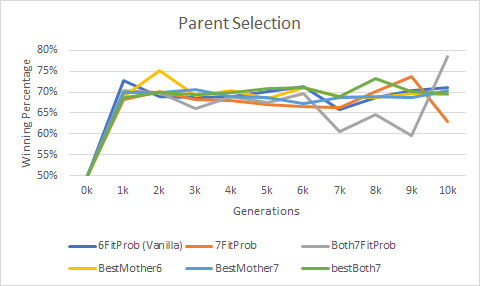 Parent Selection
80%
75%
70%
65%
60%
55%
50%
Winning Percentage
0k 1k 2k 3k 4k 5k 6k 7k 8k 9k 10k
Generations
6FitProb (Vanilla) 7FitProb Both7FitProb
BestMother6 BestMother7 bestBoth7